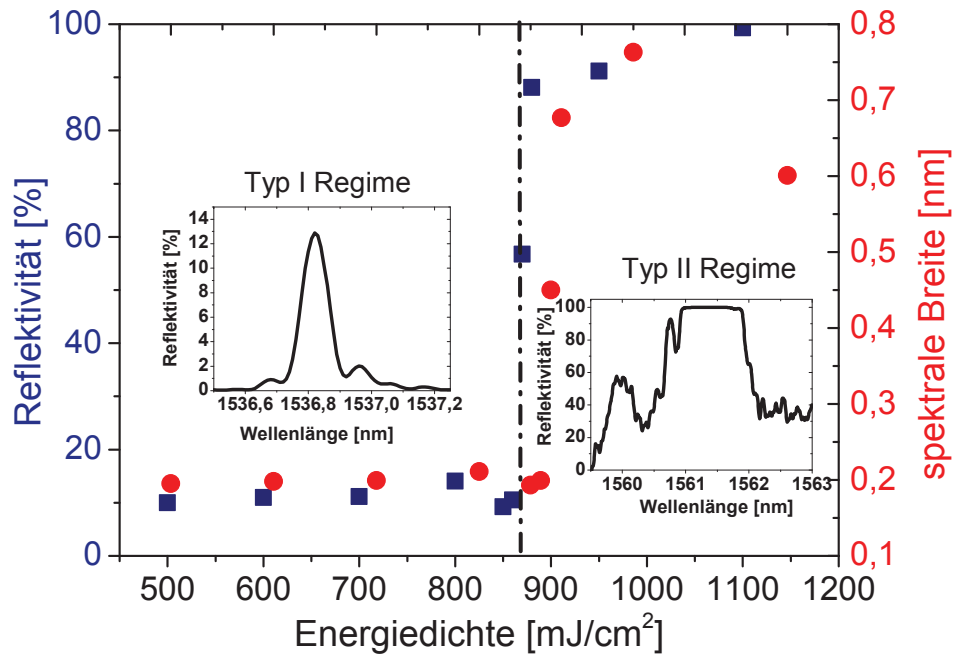 Reflektivität [%]
100
80
60
40
20
0
500 600 700 800 900 1000 1100 1200
Energiedichte [mJ/cm²]
0,8
0,7
0,6
0,5
0,4
0,3
0,2
0,1
spektrale Breite [nm]
Typ I Regime
Reflektivität [%]
14
12
10
8
6
4
2
0
1536,6 1536,8 1537,0 1537,2
Wellenlänge [nm]
Typ II Regime
Reflektivität [%]
100
80
60
40
20
0
1560 1561 1562 1563
Wellenlänge [nm]